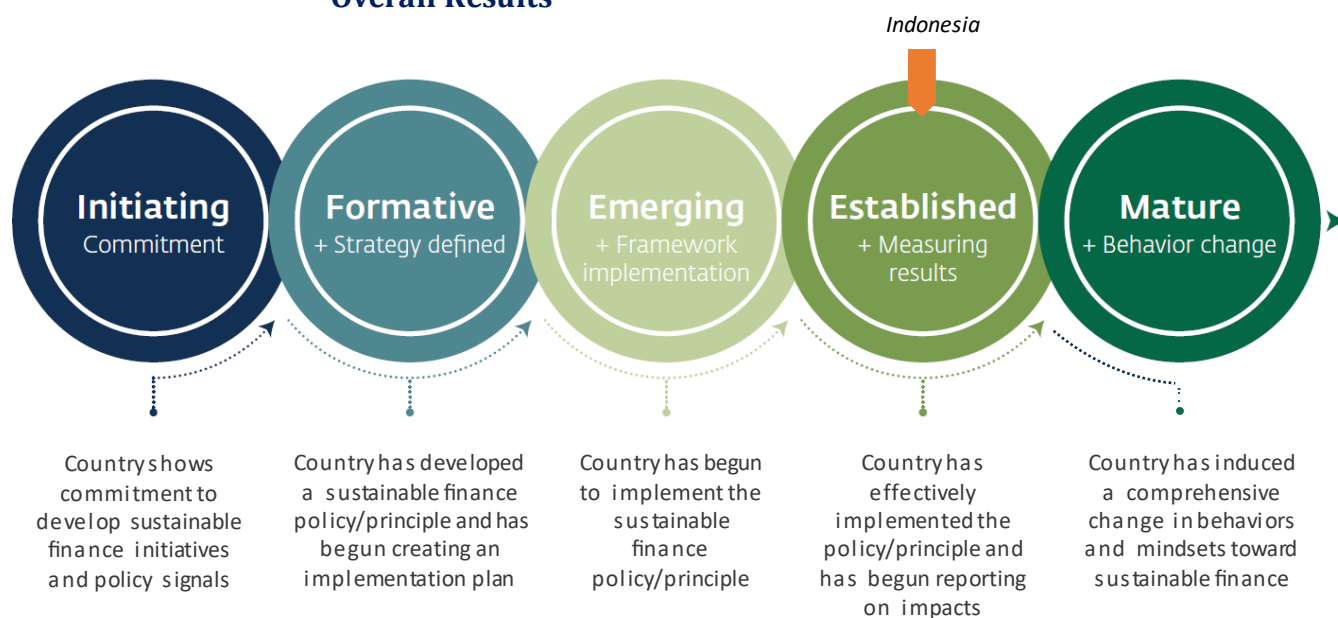 Overall Results
Indonesia
Initiating
Commitment
Formative
+ Strategy defined
Emerging
+ Framework
implementation
Established
+ Measuring
results
Mature
+ Behavior change
Country shows
commitment to
develop sustainable
finance initiatives
and policy signals
Country has developed
a sustainable finance
policy/principle and has
begun creating an
implementation plan
Country has begun
to implement the
sustainable
finance
policy/principle
Country has
effectively
implemented the
policy/principle and
has begun reporting
on impacts
Country has induced
a comprehensive
change in behaviors
and mindsets toward
sustainable finance